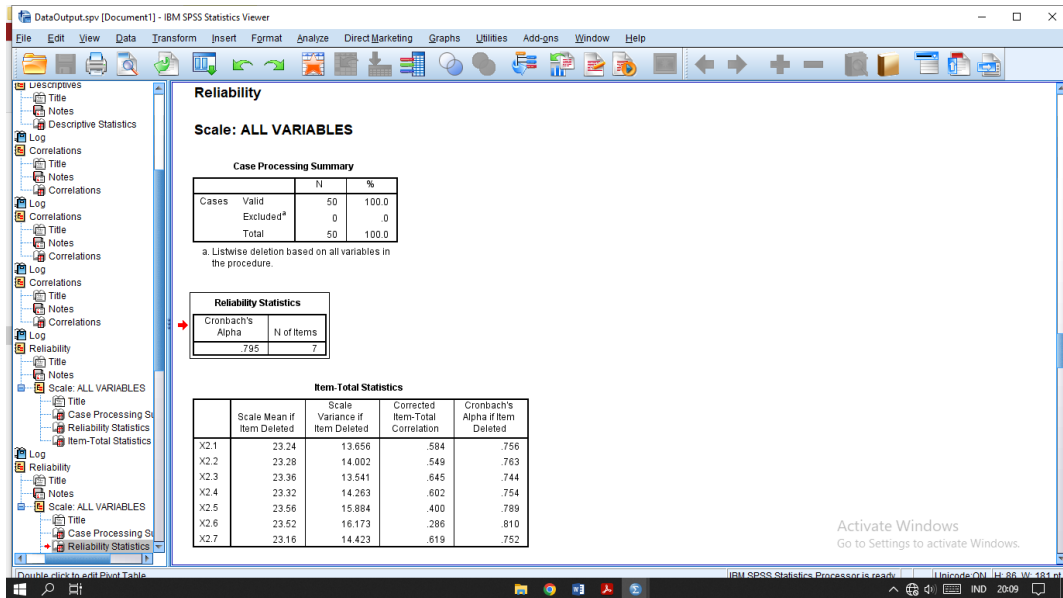 DataOutput.spv [Document1] - IBM SPSS Statistics Viewer
File Edit View Data Transform Insert Format Analyze Direct Marketing Graphs Utilities Add-ons Window Help
Descriptives
Title
Notes
Descriptive Statistics
Log
Correlations
Title
Notes
Correlations
Log
Correlations
Title
Notes
Correlations
Log
Correlations
Title
Notes
Correlations
Log
Reliability
Title
Notes
Scale: ALL VARIABLES
Title
Case Processing Su
Reliability Statistics
Item-Total Statistics
Log
Reliability
Title
Notes
Scale: ALL VARIABLES
Title
Case Processing Su
Reliability Statistics
Reliability
Scale: ALL VARIABLES
Case Processing Summary
N %
Cases Valid 50 100.0
Excluded a 0 .0
Total 50 100.0
a. Listwise deletion based on all variables in
the procedure.
Reliability Statistics
Cronbach's
Alpha N of Items
.795 7
Item-Total Statistics
Scale Mean if Item Deleted Scale Variance if Item Deleted Corrected Item-Total Correlation Cronbach's Alpha if Item Deleted
X2.1 23.24 13.656 .584 .756
X2.2 23.28 14.002 .549 .763
X2.3 23.36 13.541 .645 .744
X2.4 23.32 14.263 .602 .754
X2.5 23.56 15.884 .400 .789
X2.6 23.52 16.173 .286 .810
X2.7 23.16 14.423 .619 .752
Activate Windows
Go to Settings to activate Windows.
Double click to edit Pivot Table
IBM SPSS Statistics Processor is ready Unicode:ON H: 86, W: 181 pt
IND 20:09